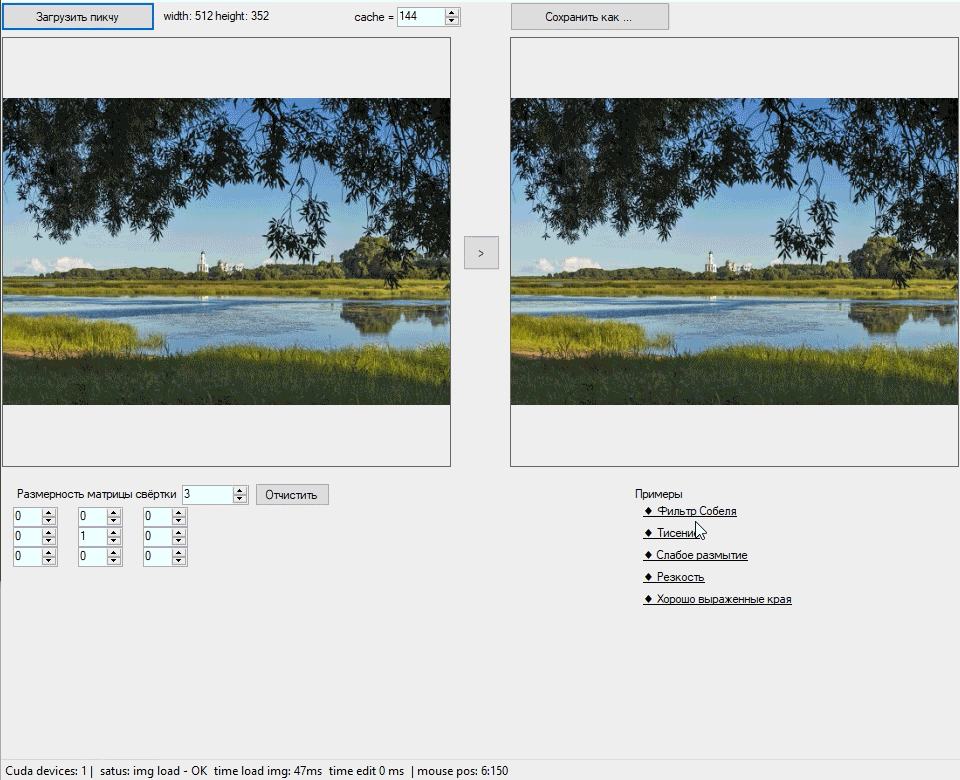 Загрузить пикчу width: 512 height: 352 cache = 144 Сохранить как ...
>
Размерность матрицы свёртки 3 Отчистить
0 0 0
0 1 0
0 0 0
Примеры
♦ Фильтр Собеля
♦ Тисение
♦ Слабое размытие
♦ Резкость
♦ Хорошо выраженные края
Cuda devices: 1 | satus: img load - OK time load img: 47ms time edit 0 ms | mouse pos: 6:150